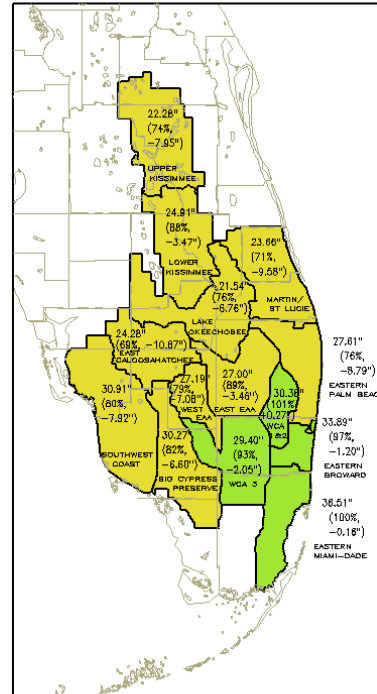 22.28"
(74%,
-7.95")
UPPER
KISSIMMEE
24.91"
(88%,
-3.47")
LOWER
KISSIMMEE
23.66"
(71%,
-9.58")
MARTIN/
ST LUCIE
21.54"
(76%,
-6.76")
LAKE
OKEECHOBEE
24.28"
(69%, -10.87")
EAST
CALOOSAHATCHEE
27.61"
(76%,
-8.79")
EASTERN
PALM BEAC
30.91"
(80%,
-7.92")
SOUTHWEST
COAST
27.19"
(79%,
-7.08")
WEST
EAA
27.00"
(89%,
-3.46")
EAST EAA
30.38"
101%
+0.27")
WCA
1&2
33.89"
(97%,
-1.20")
EASTERN
BROWARD
30.27"
(82%,
-6.60")
BIG CYPRESS
PRESERVE
29.40"
(93%,
-2.05")
WCA 3
36.51"
(100%,
-0.16")
EASTERN
MIAMI-DADE